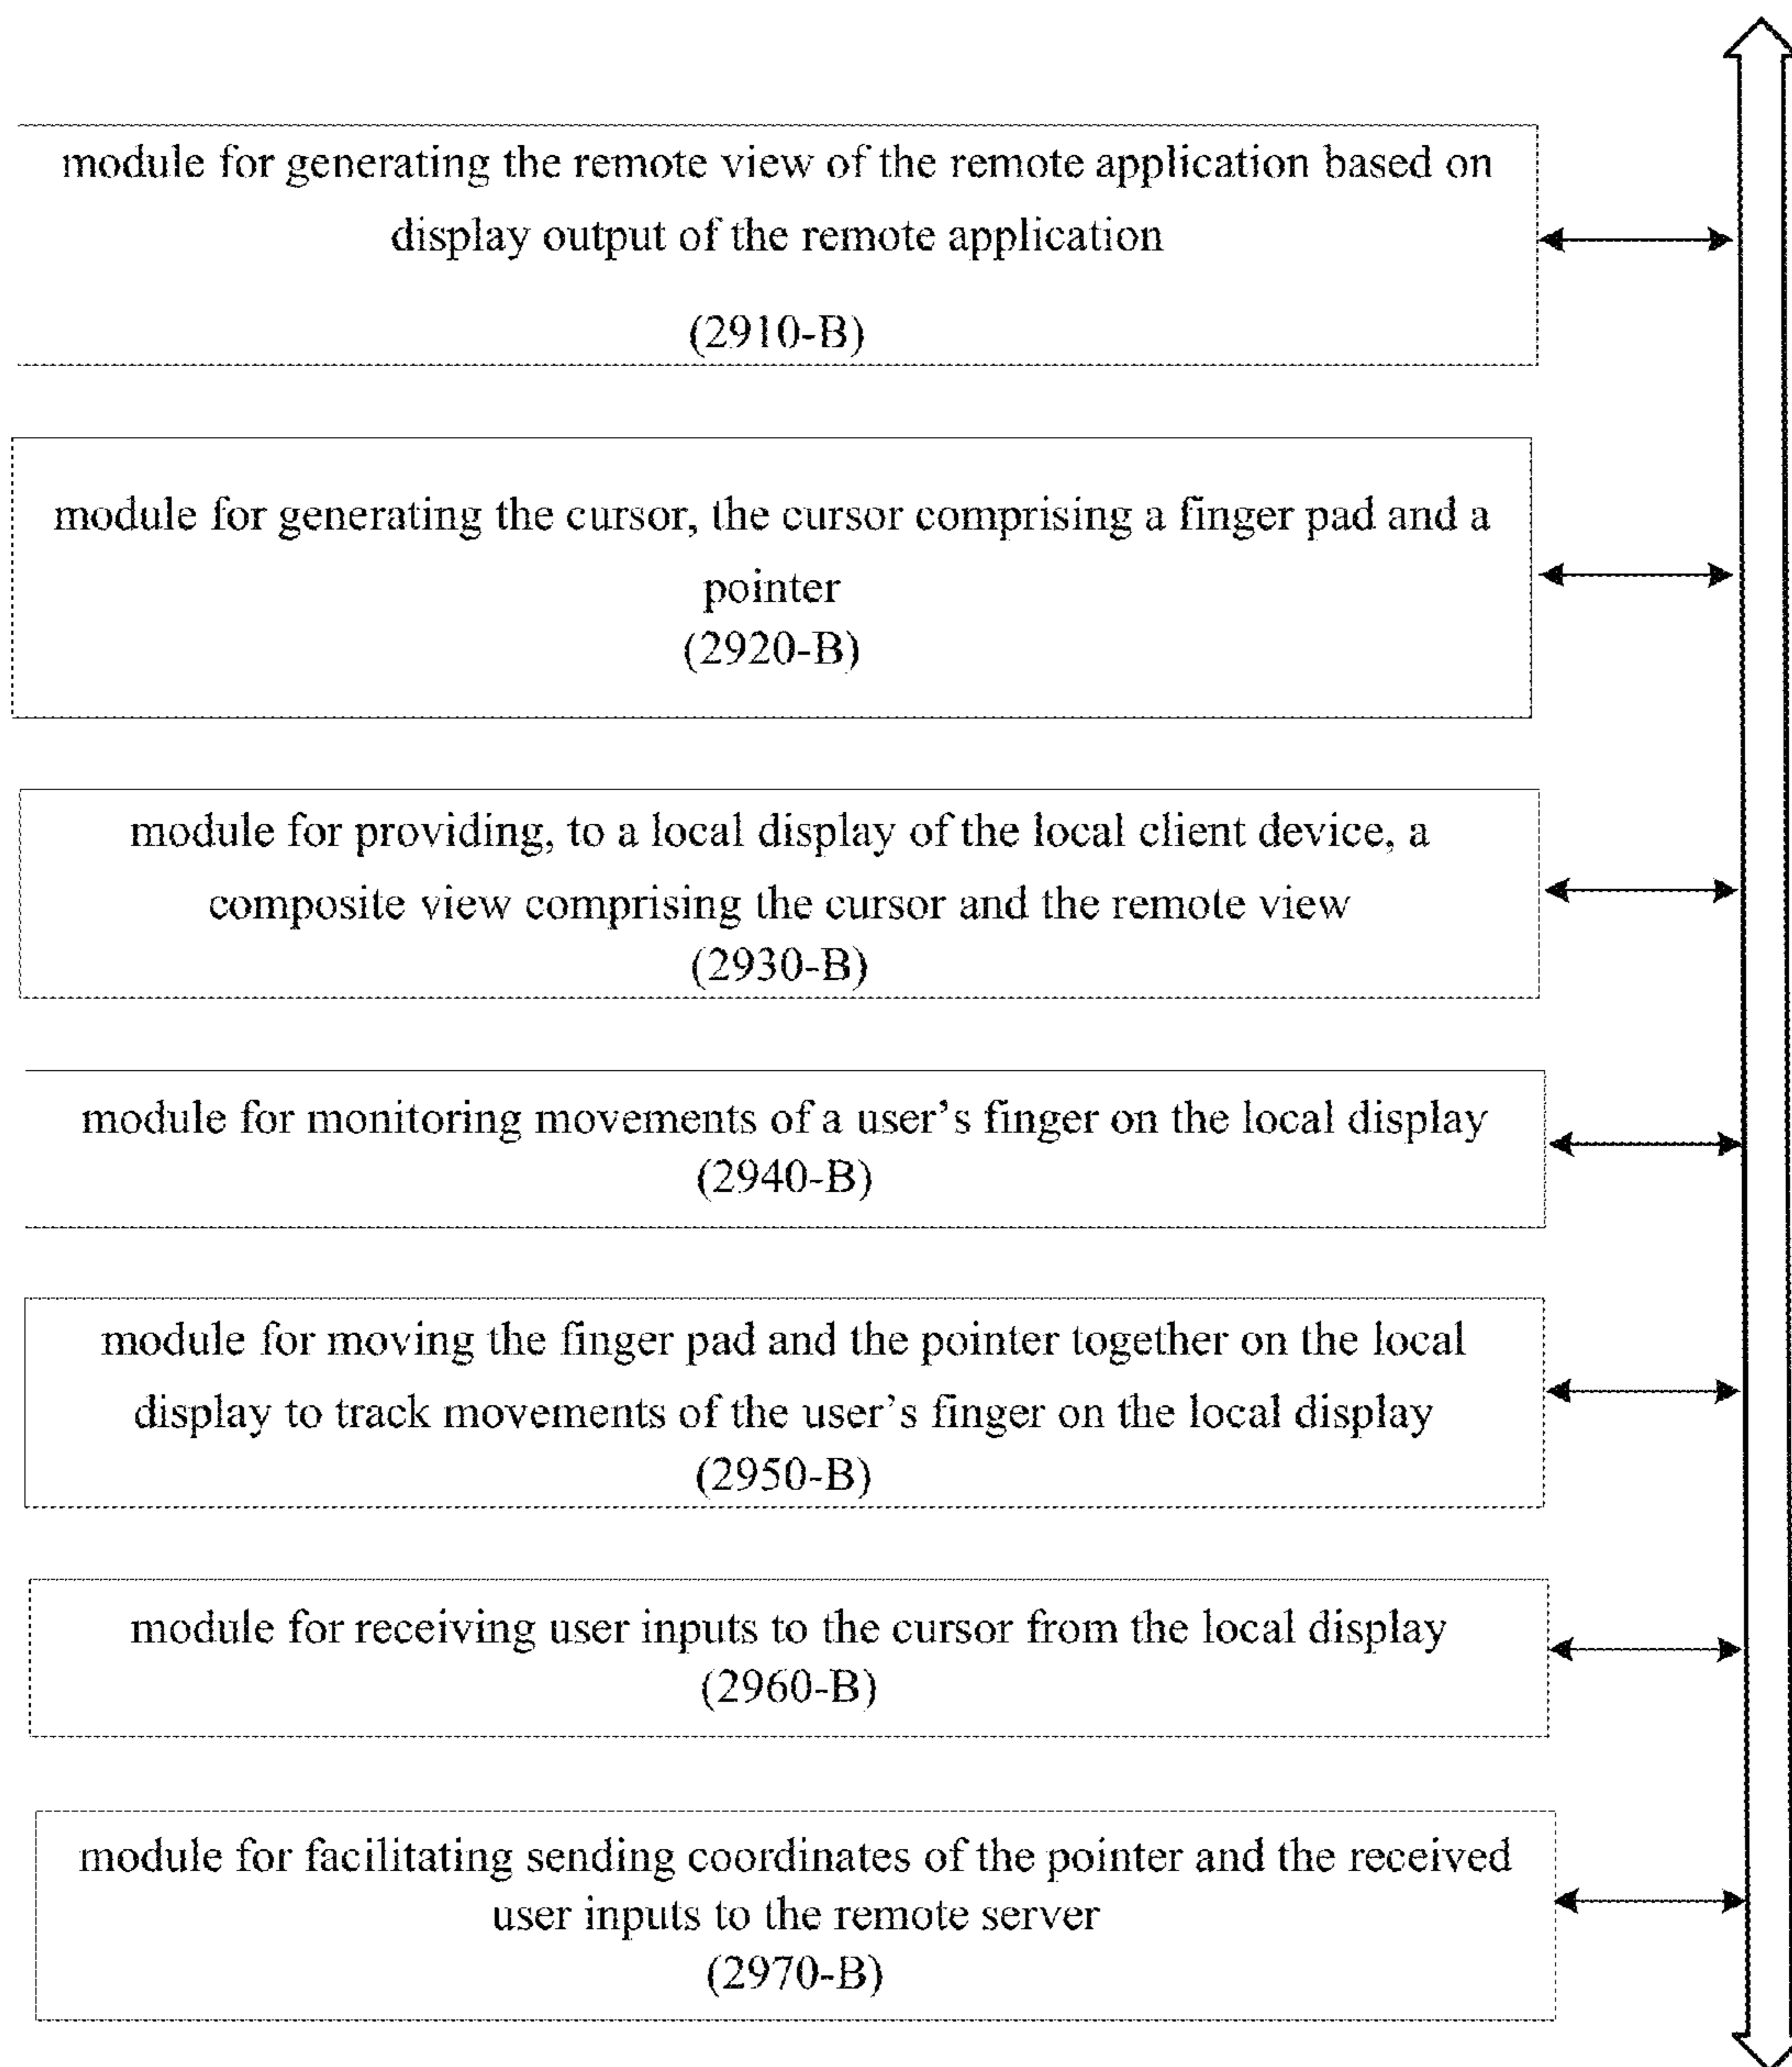 module for generating the remote view of the remote application based on
display output of the remote application
(2910-B)
module for generating the cursor, the cursor comprising a finger pad and a
pointer
(2920-B)
module for providing, to a local display of the local client device, a
composite view comprising the cursor and the remote view
(2930-B)
module for monitoring movements of a user's finger on the local display
(2940-B)
module for moving the finger pad and the pointer together on the local
display to track movements of the user's finger on the local display
(2950-B)
module for receiving user inputs to the cursor from the local display
(2960-B)
module for facilitating sending coordinates of the pointer and the received
user inputs to the remote server
(2970-B)